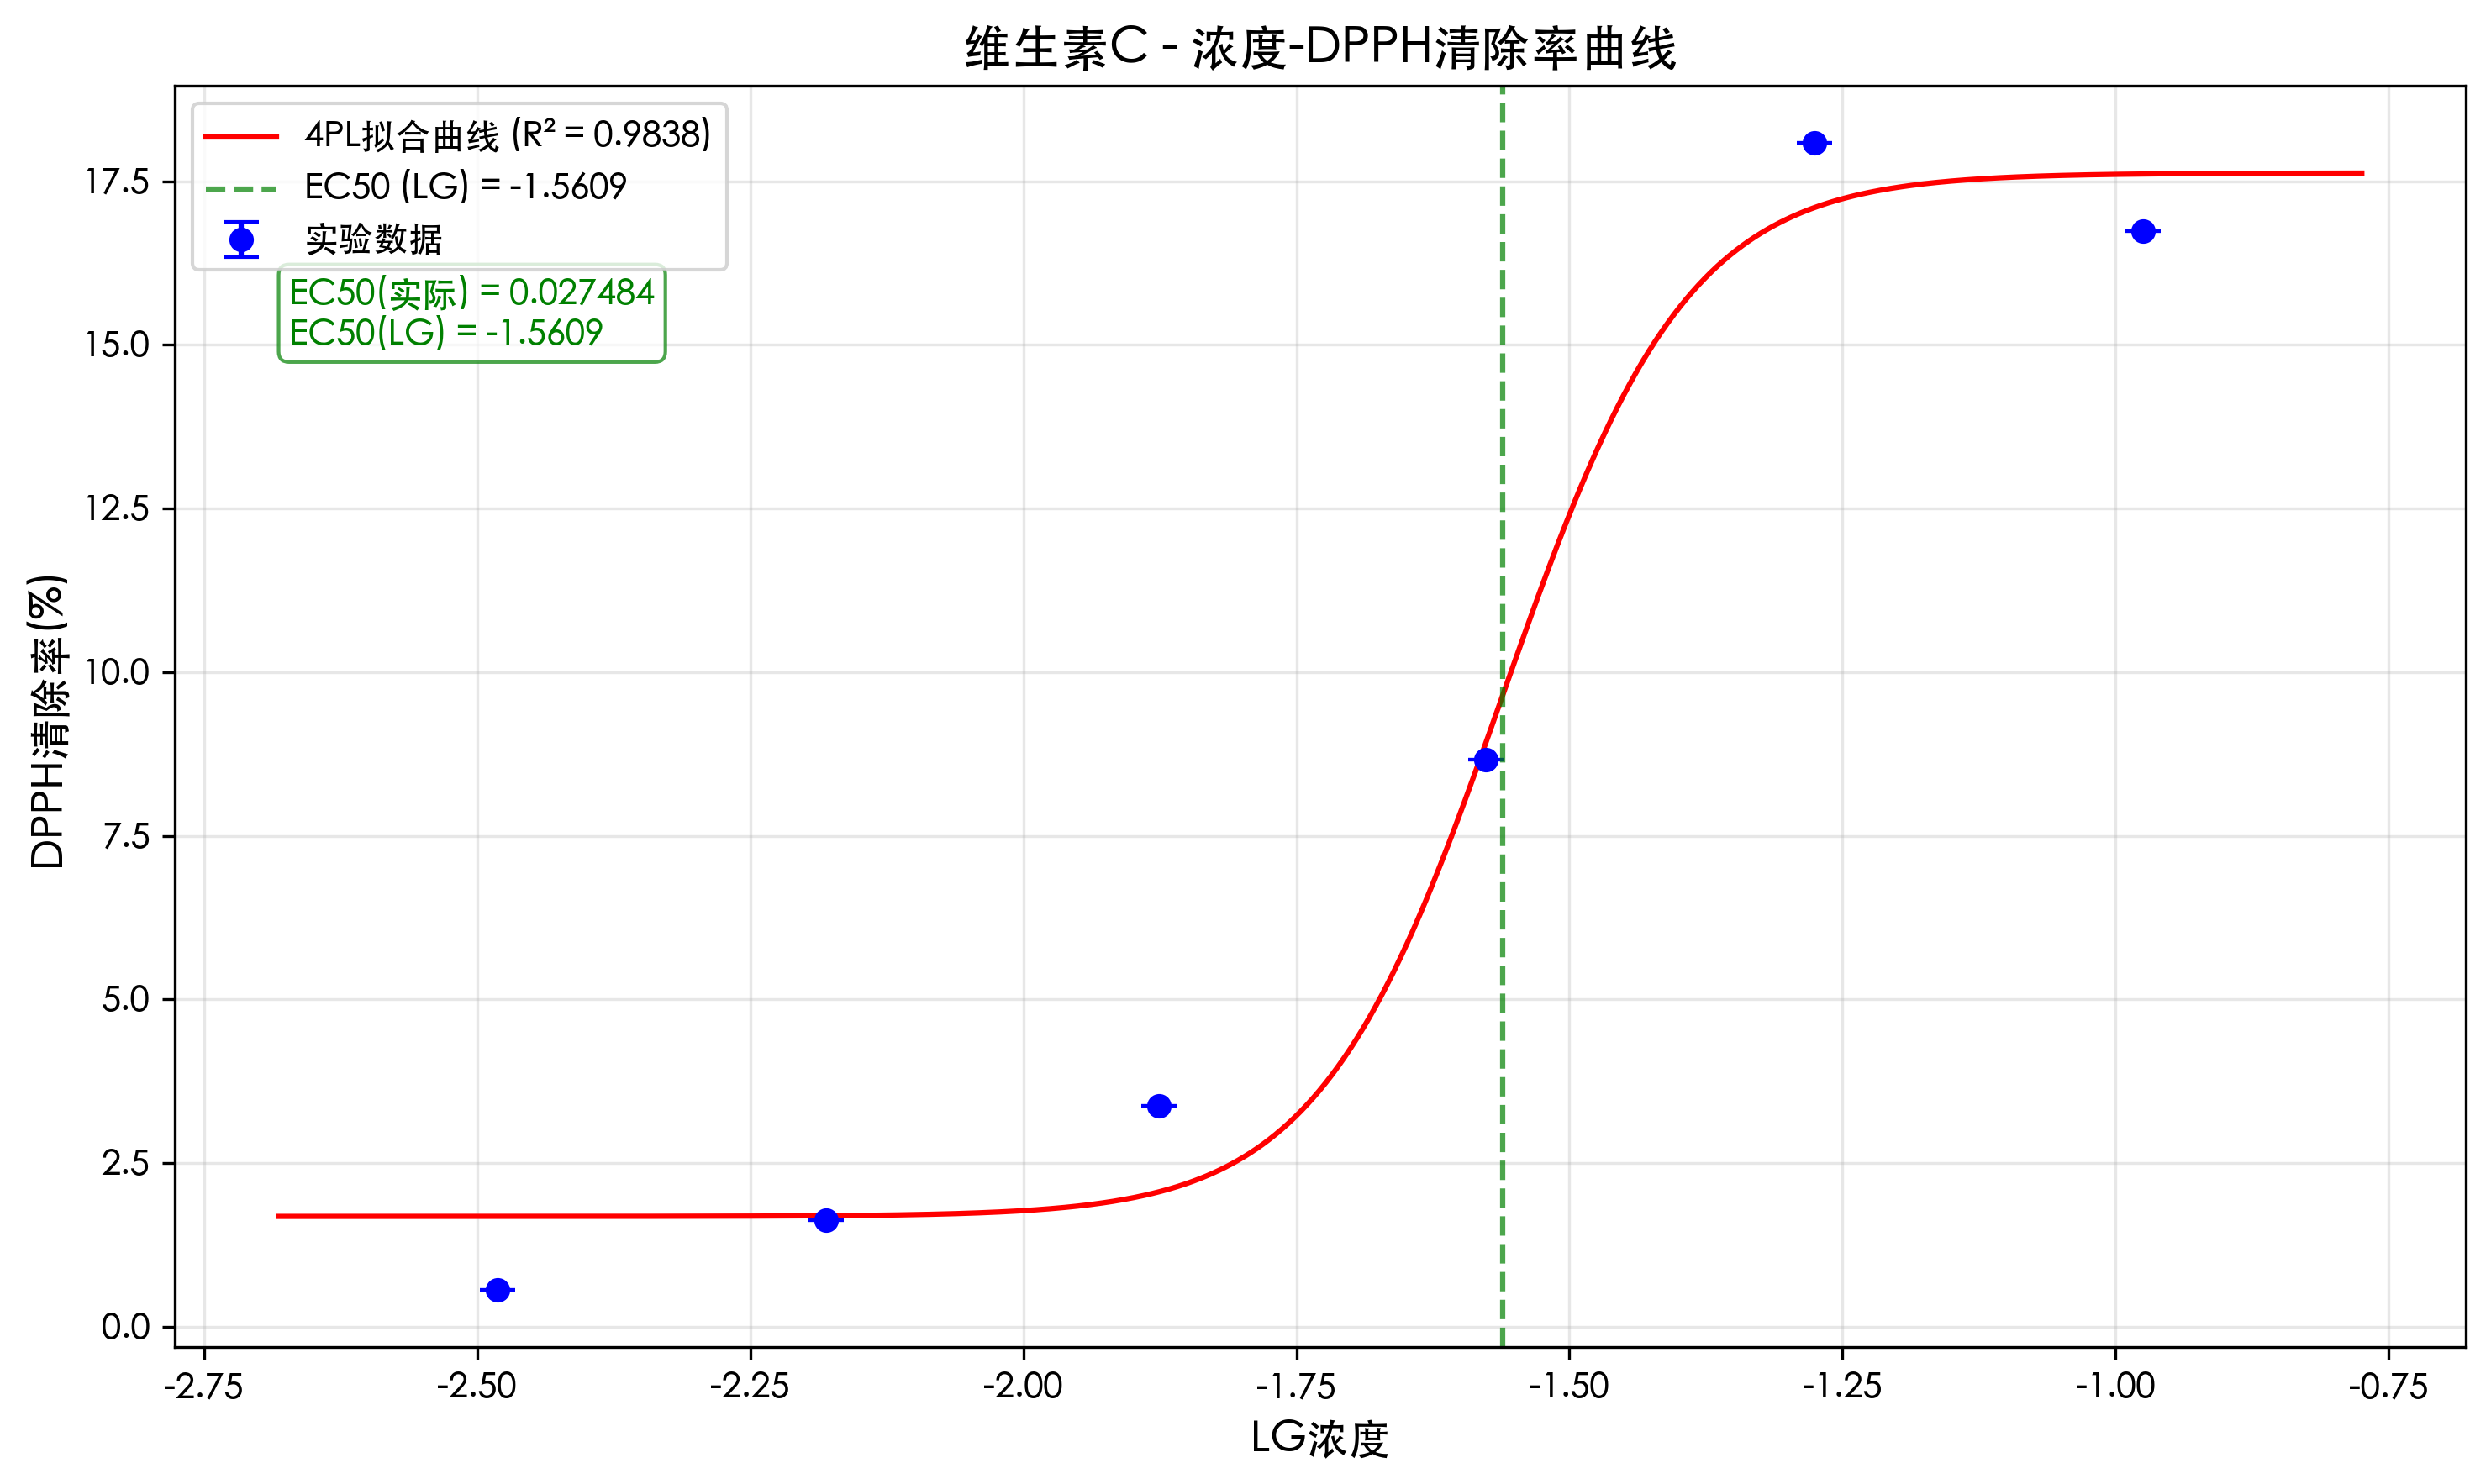 维生素C - 浓度-DPPH清除率曲线
4PL拟合曲线 (R² = 0.9838)
EC50 (LG) = -1.5609
实验数据
EC50(实际) = 0.027484
EC50(LG) = -1.5609
DPPH清除率(%)
17.5
15.0
12.5
10.0
7.5
5.0
2.5
0.0
-2.75
-2.50
-2.25
-2.00
-1.75
-1.50
-1.25
-1.00
-0.75
LG浓度